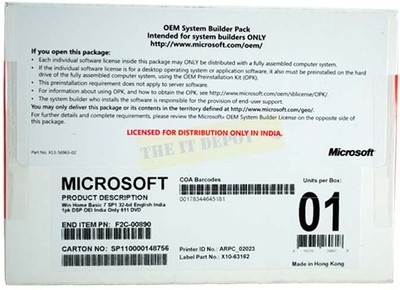 OEM System Builder Pack
Intended for system builders ONLY
http://www.microsoft.com/oem/
If you open this package:
• Each individual software license inside this package may ONLY be distributed with a fully assembled computer system.
• If the individual software license is for a desktop operating system or application software, it also must be preinstalled on the hard
drive of the fully assembled computer system, using the OEM Preinstallation Kit (OPK).
• This preinstallation requirement does not apply to server software.
• For information about using OPK, and how to obtain the OPK, see http://www.microsoft.com/oem/sblicense/OPK/.
• The system builder who installs the software is responsible for the provision of end-user support.
You may deliver this package only within its territory defined at http://www.microsoft.com/oem/geo/.
For further details, please review the Microsoft OEM System Builder License on the opposite side
of this package.
LICENSED FOR DISTRIBUTION ONLY IN INDIA.
THE IT DEPOT
Microsoft
MICROSOFT
PRODUCT DESCRIPTION
Win Home Basic 7 SP1 32-bit English India
1pk DSP OEI India Only 611 DVD
END ITEM PN: F2C-00890
CARTON NO: SP110000148756
COA Barcodes
00178344645181
Printer ID No.: ARPC_02023
Label Part No.: X10-63162
Units per Box:
01
Made in Hong Kong